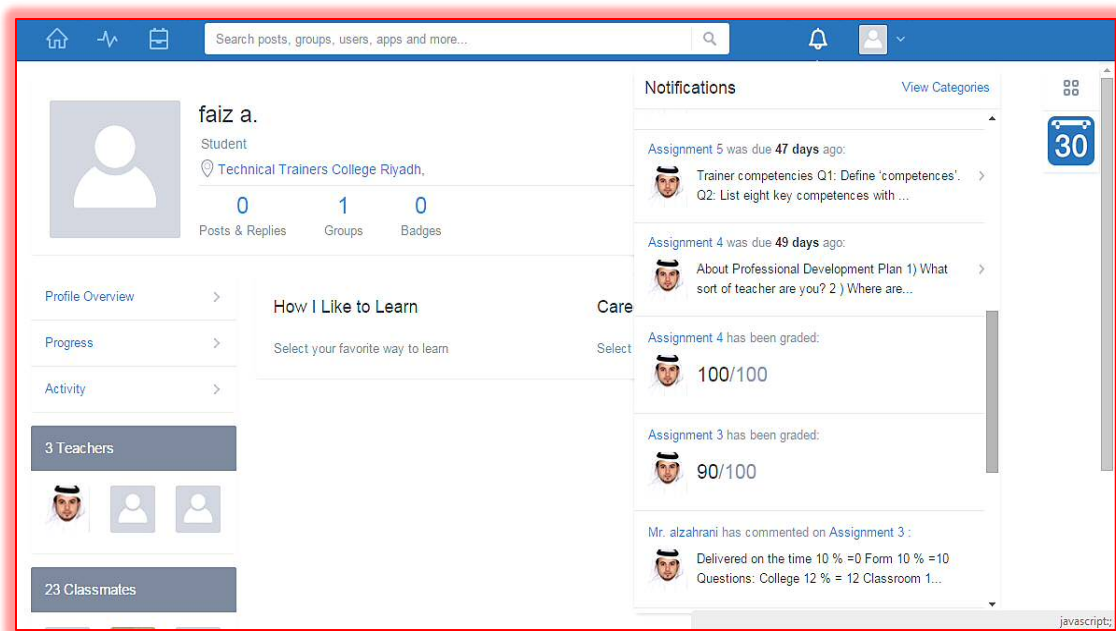 Search posts, groups, users, apps and more...
faiz a.
Student
Technical Trainers College Riyadh,
0
1
0
Posts & Replies
Groups
Badges
Profile Overview
Progress
Activity
3 Teachers
23 Classmates
How I Like to Learn
Select your favorite way to learn
Care
Select
Notifications
View Categories
Assignment 5 was due 47 days ago:
Trainer competencies Q1: Define ‘competences’.
Q2: List eight key competences with ...
Assignment 4 was due 49 days ago:
About Professional Development Plan 1) What
sort of teacher are you? 2 ) Where are...
Assignment 4 has been graded:
100/100
Assignment 3 has been graded:
90/100
Mr. alzahrani has commented on Assignment 3 :
Delivered on the time 10 % =0 Form 10 % =10
Questions: College 12 % = 12 Classroom 1...
30
javascript:;